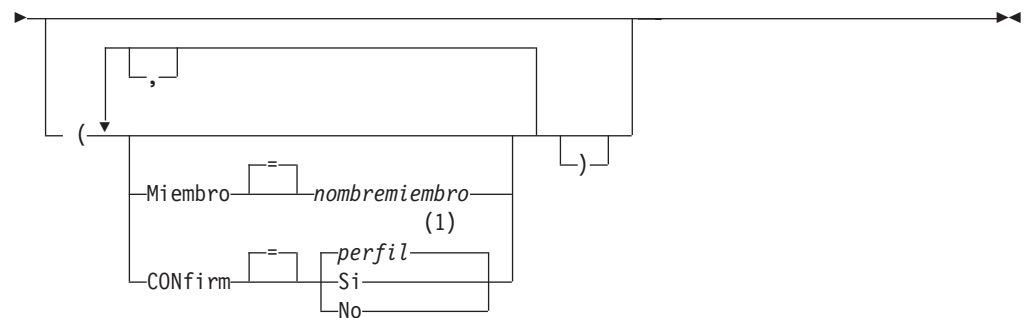 ,
(
)
=
Miembro nombremiembro
(1)
= perfil
CONfirm Si
No